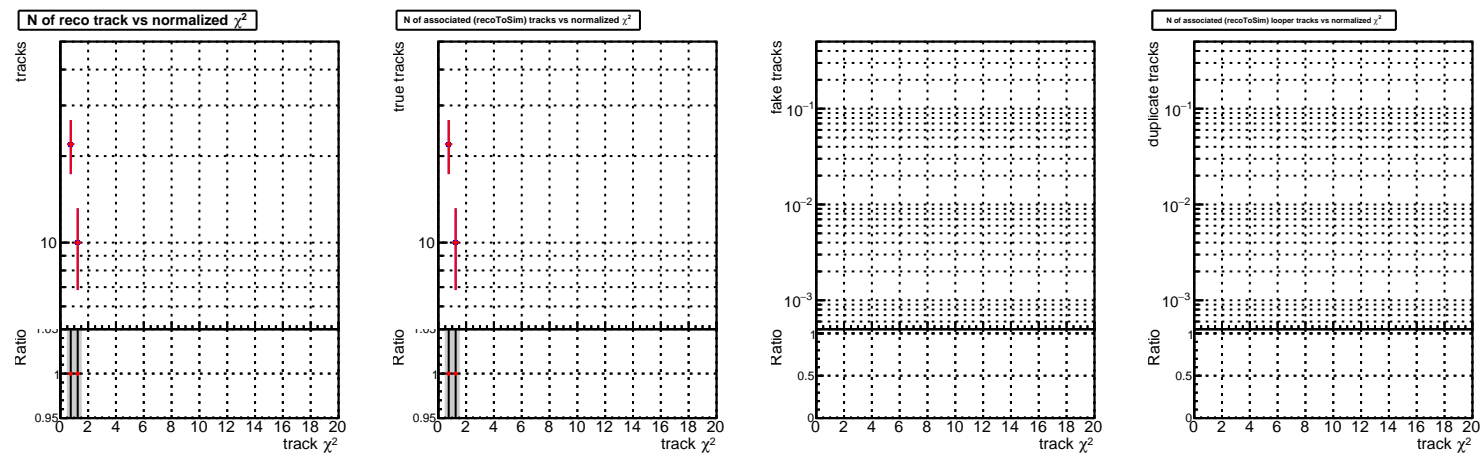 N of reco track vs normalized χ²
tracks
10
Ratio
1.05
1
0.95
0 2 4 6 8 10 12 14 16 18 20
track χ²
N of associated (recoToSim) tracks vs normalized χ²
true tracks
10
Ratio
1.05
1
0.95
0 2 4 6 8 10 12 14 16 18 20
track χ²
fake tracks
10⁻¹
10⁻²
10⁻³
Ratio
1
0.5
0
0 2 4 6 8 10 12 14 16 18 20
track χ²
N of associated (recoToSim) looper tracks vs normalized χ²
duplicate tracks
10⁻¹
10⁻²
10⁻³
Ratio
1
0.5
0
0 2 4 6 8 10 12 14 16 18 20
track χ²